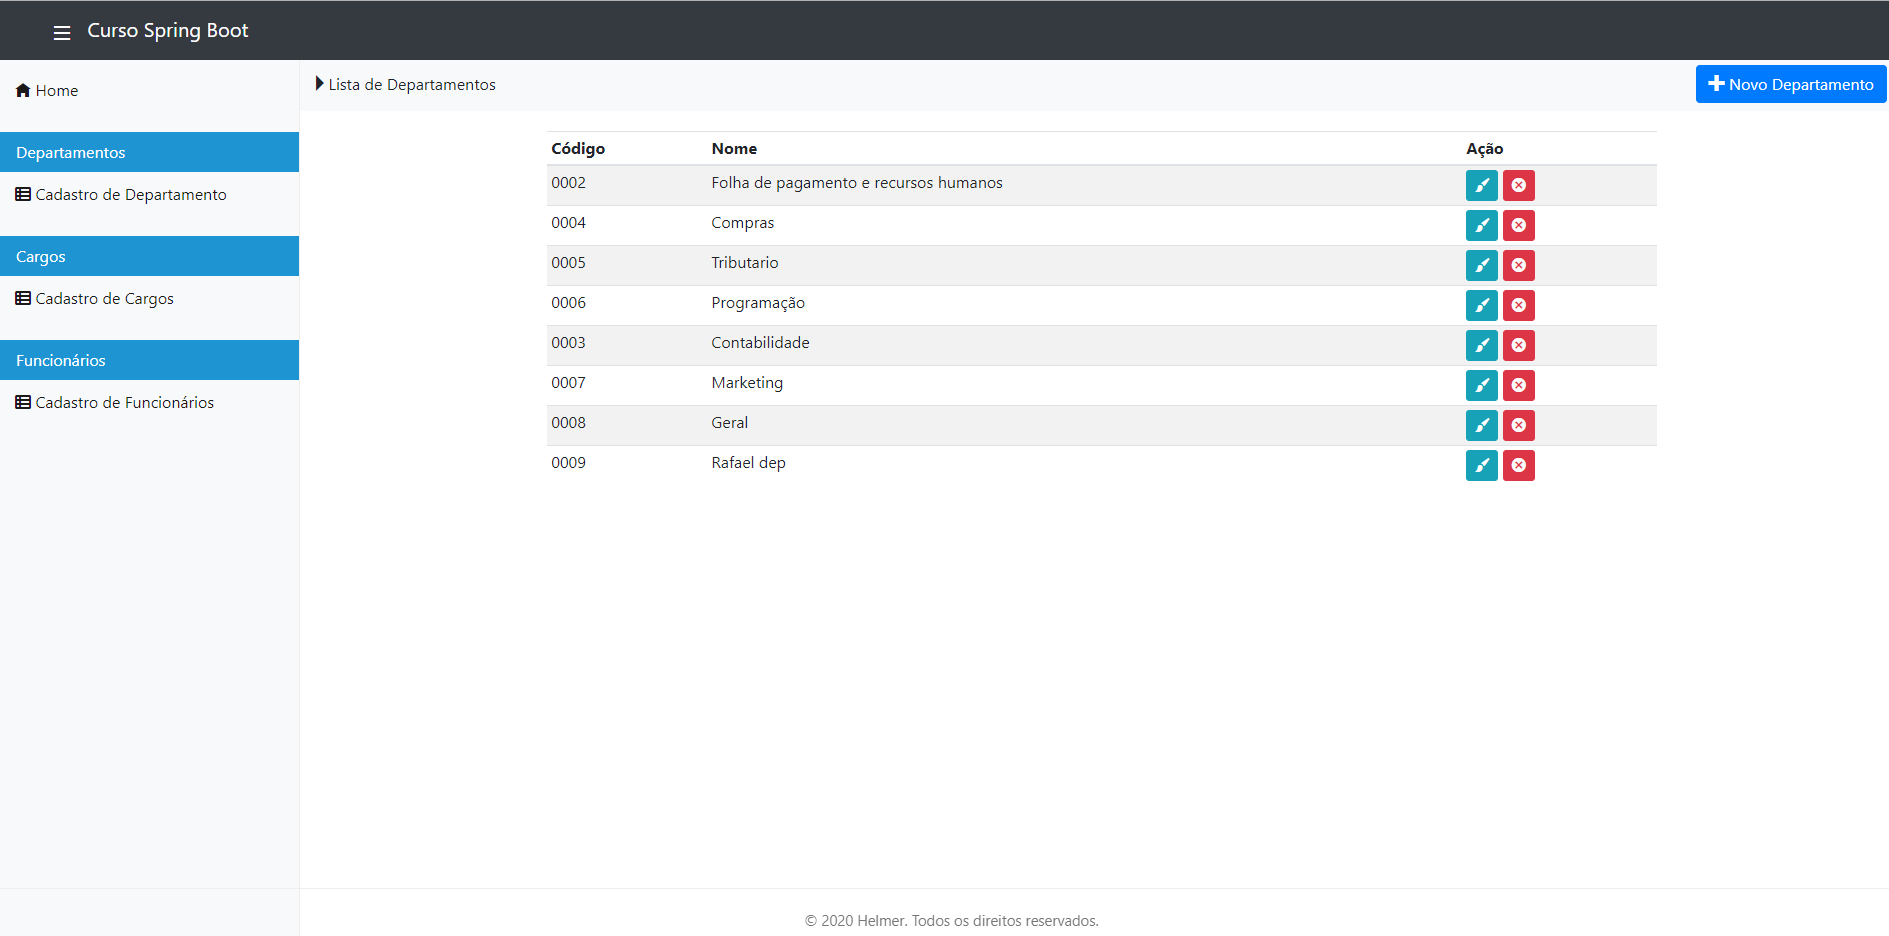 Curso Spring Boot
Home
Departamentos
Cadastro de Departamento
Cargos
Cadastro de Cargos
Funcionários
Cadastro de Funcionários
Lista de Departamentos
Novo Departamento
Código Nome Ação
0002 Folha de pagamento e recursos humanos
0004 Compras
0005 Tributario
0006 Programação
0003 Contabilidade
0007 Marketing
0008 Geral
0009 Rafael dep
© 2020 Helmer. Todos os direitos reservados.